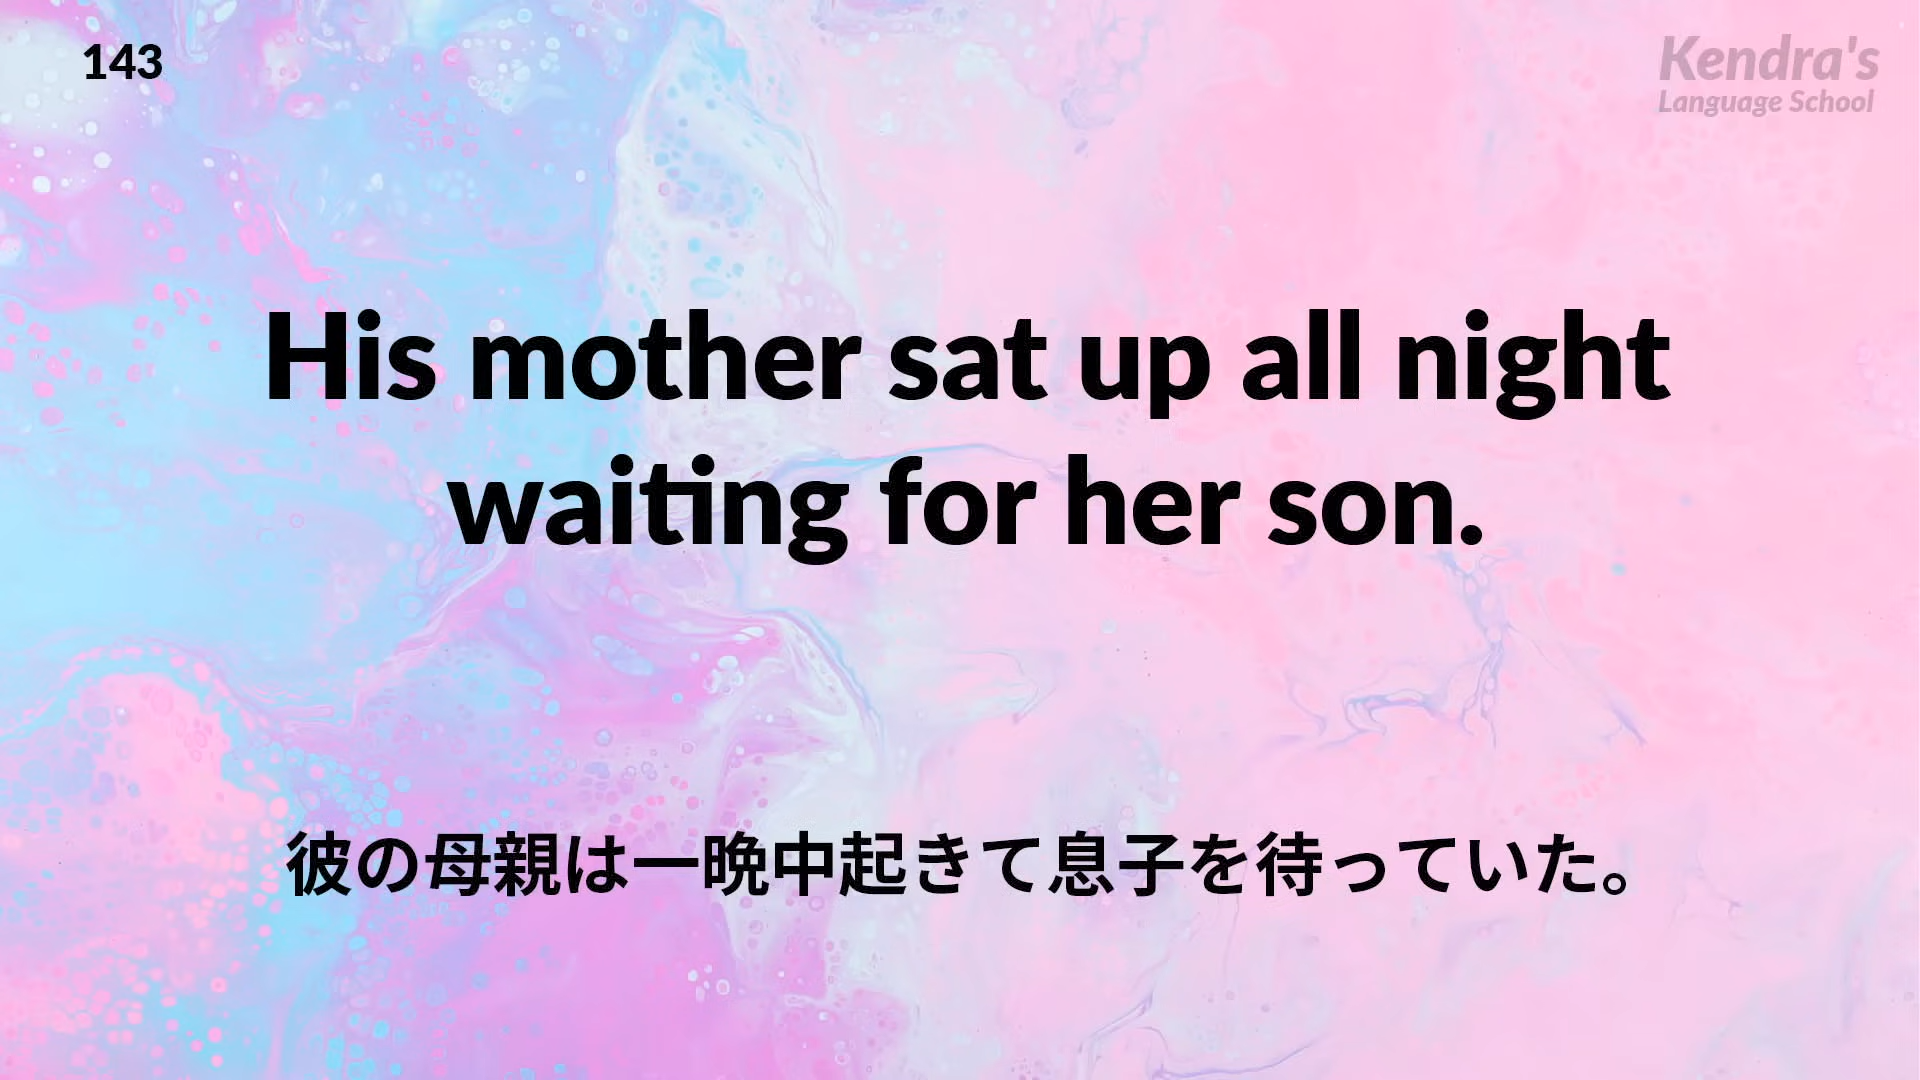 143
Kendra's
Language School
His mother sat up all night
waiting for her son.
彼の母親は一晩中起きて息子を待っていた。